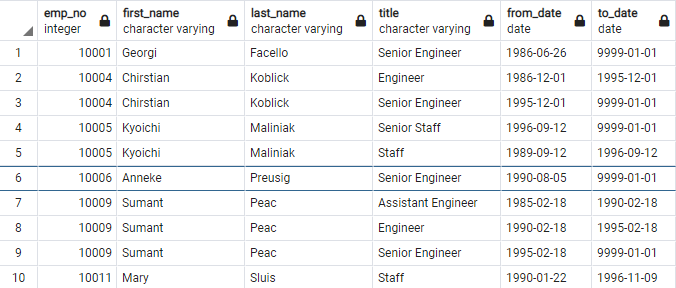 emp_no first_name last_name title from_date to_date
integer character varying character varying character varying date date
1 10001 Georgi Facello Senior Engineer 1986-06-26 9999-01-01
2 10004 Chirstian Koblick Engineer 1986-12-01 1995-12-01
3 10004 Chirstian Koblick Senior Engineer 1995-12-01 9999-01-01
4 10005 Kyoichi Maliniak Senior Staff 1996-09-12 9999-01-01
5 10005 Kyoichi Maliniak Staff 1989-09-12 1996-09-12
6 10006 Anneke Preusig Senior Engineer 1990-08-05 9999-01-01
7 10009 Sumant Peac Assistant Engineer 1985-02-18 1990-02-18
8 10009 Sumant Peac Engineer 1990-02-18 1995-02-18
9 10009 Sumant Peac Senior Engineer 1995-02-18 9999-01-01
10 10011 Mary Sluis Staff 1990-01-22 1996-11-09